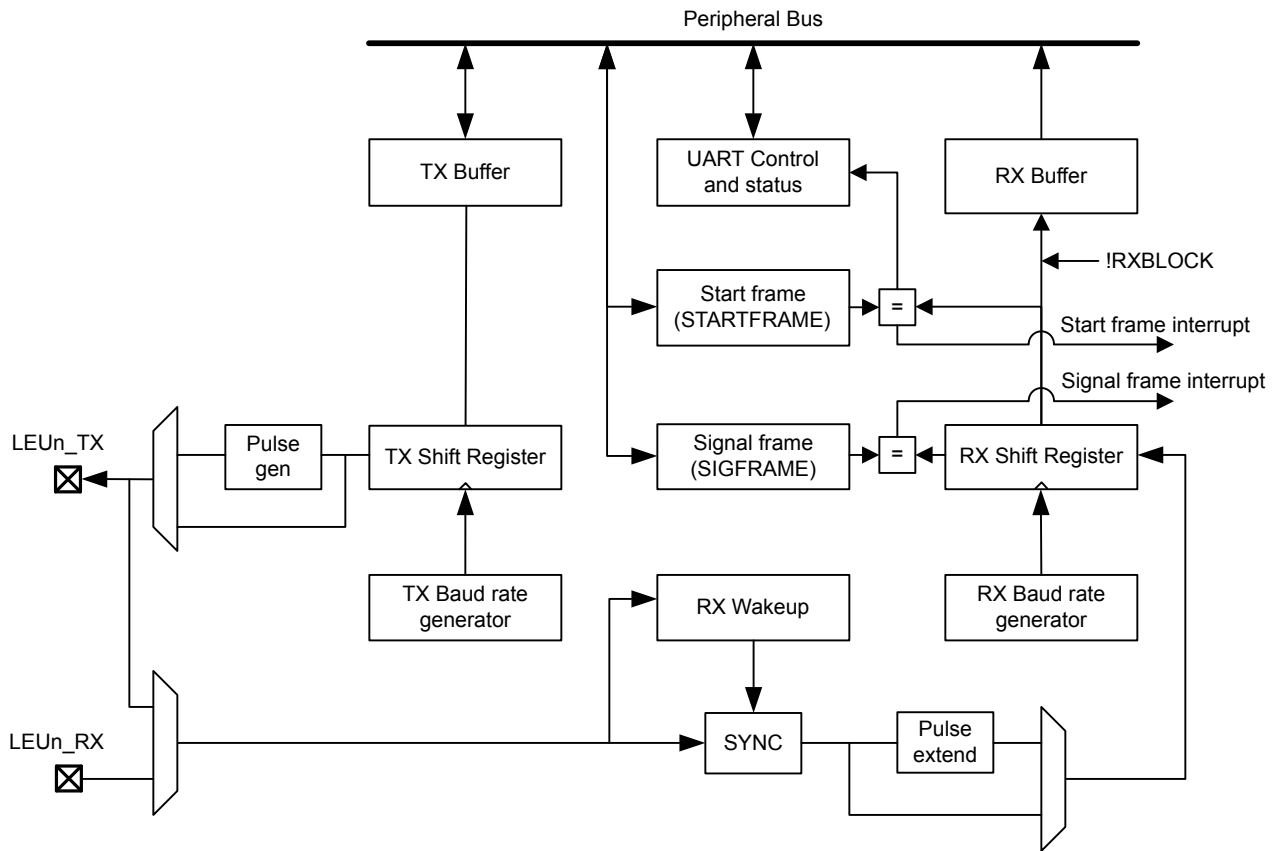 Peripheral Bus
TX Buffer
UART Control
and status
RX Buffer
!RXBLOCK
Start frame
(STARTFRAME)
=
Start frame interrupt
Signal frame interrupt
LEUn_TX
Pulse
gen
TX Shift Register
Signal frame
(SIGFRAME)
=
RX Shift Register
TX Baud rate
generator
RX Wakeup
RX Baud rate
generator
LEUn_RX
SYNC
Pulse
extend